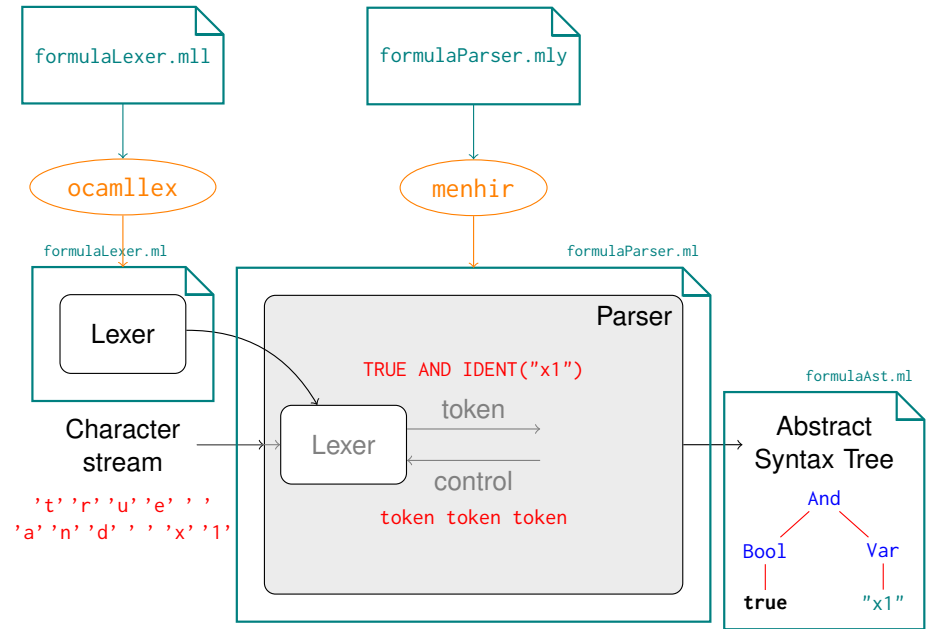 formulaLexer.mll
formulaParser.mly
ocamllex
menhir
formulaLexer.ml
formulaParser.ml
Lexer
Parser
TRUE AND IDENT("x1")
token
Lexer
control
token token token
Character
stream
't' 'r' 'u' 'e' ' '
'a' 'n' 'd' ' ' 'x' '1'
formulaAst.ml
Abstract
Syntax Tree
And
Bool Var
true "x1"